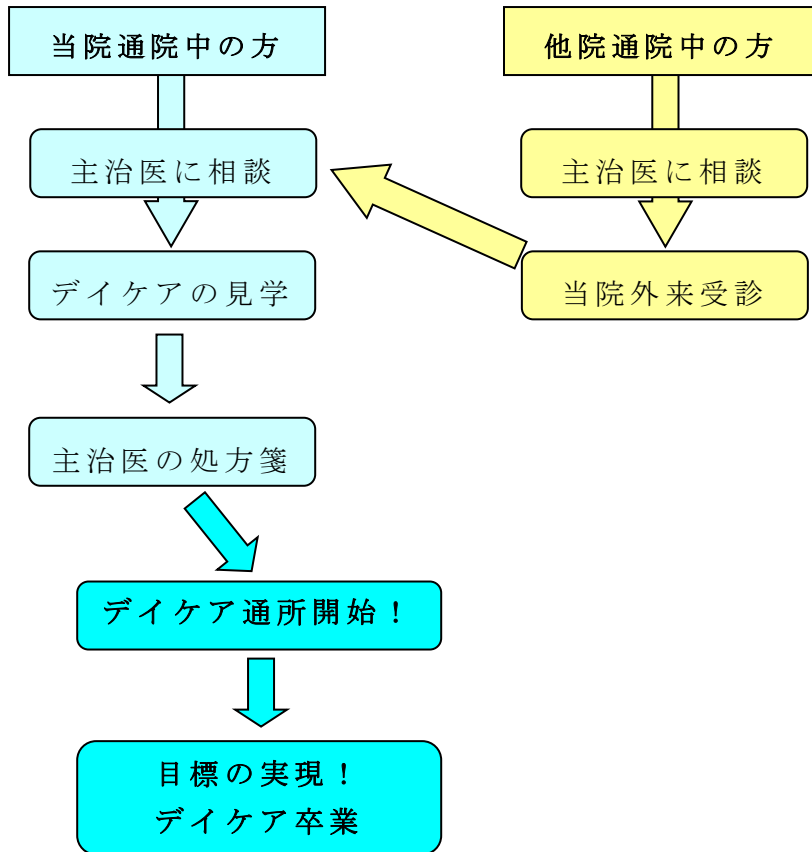 当院通院中の方
他院通院中の方
主治医に相談
主治医に相談
デイケアの見学
当院外来受診
主治医の処方箋
デイケア通所開始！
目標の実現！
デイケア卒業